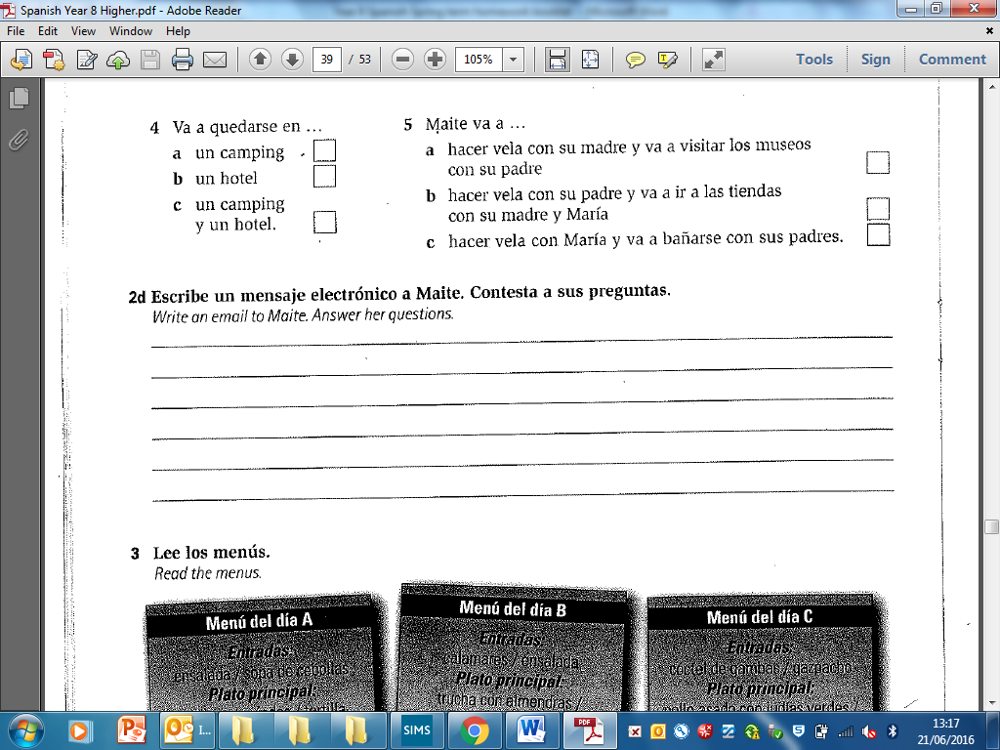 Spanish Year 8 Higher.pdf - Adobe Reader
File Edit View Window Help
39 / 53
105%
Tools Sign Comment
4 Va a quedarse en ...
a un camping
b un hotel
c un camping
y un hotel.
5 Maite va a ...
a hacer vela con su madre y va a visitar los museos
con su padre
b hacer vela con su padre y va a ir a las tiendas
con su madre y María
c hacer vela con María y va a bañarse con sus padres.
2d Escribe un mensaje electrónico a Maite. Contesta a sus preguntas.
Write an email to Maite. Answer her questions.
3 Lee los menús.
Read the menus.
Menú del día A
Entradas:
ensalada / sopa de cebollas
Plato principal:
Menú del día B
Entradas:
calamares / ensalada
Plato principal:
trucha con almendras /
Menú del día C
Entradas:
cóctel de gambas / gazpacho
Plato principal:
pollo asado con judías verdes
I...
SIMS
PDF
13:17
21/06/2016